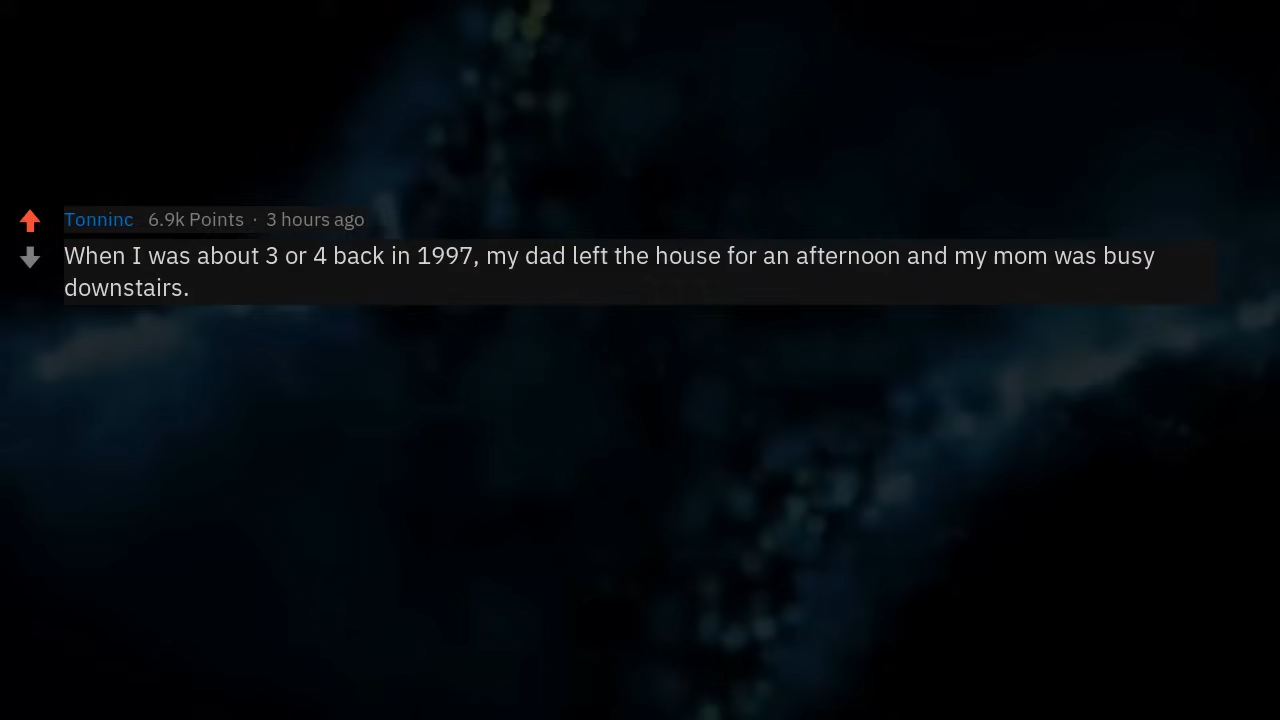 Tonninc 6.9k Points · 3 hours ago
When I was about 3 or 4 back in 1997, my dad left the house for an afternoon and my mom was busy
downstairs.